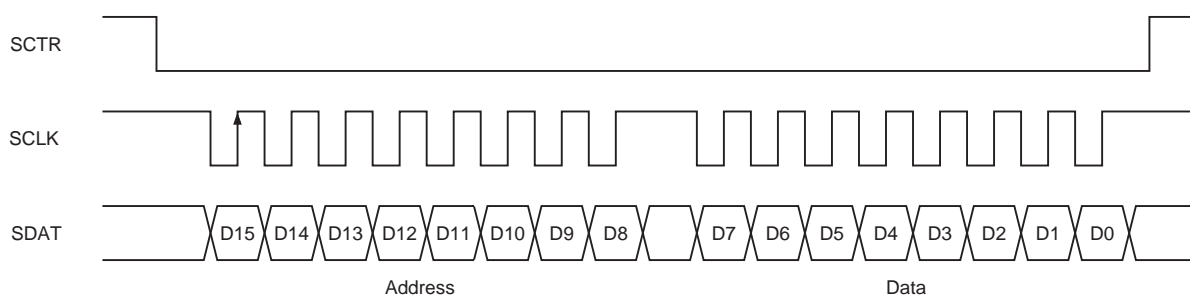 SCTR
SCLK
SDAT D15 D14 D13 D12 D11 D10 D9 D8 D7 D6 D5 D4 D3 D2 D1 D0
Address Data